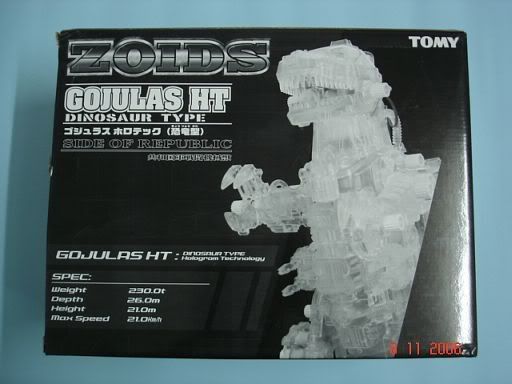 ZOIDS
TOMY
GOJULAS HT
DINOSAUR TYPE
ゴジュラス ホロテック (恐竜型)
SIDE OF REPUBLIC
GOJULAS HT : DINOSAUR TYPE
Hologram Technology
SPEC:
Weight 230.0t
Depth 26.0m
Height 21.0m
Max Speed 21.0Km/h
11 2006